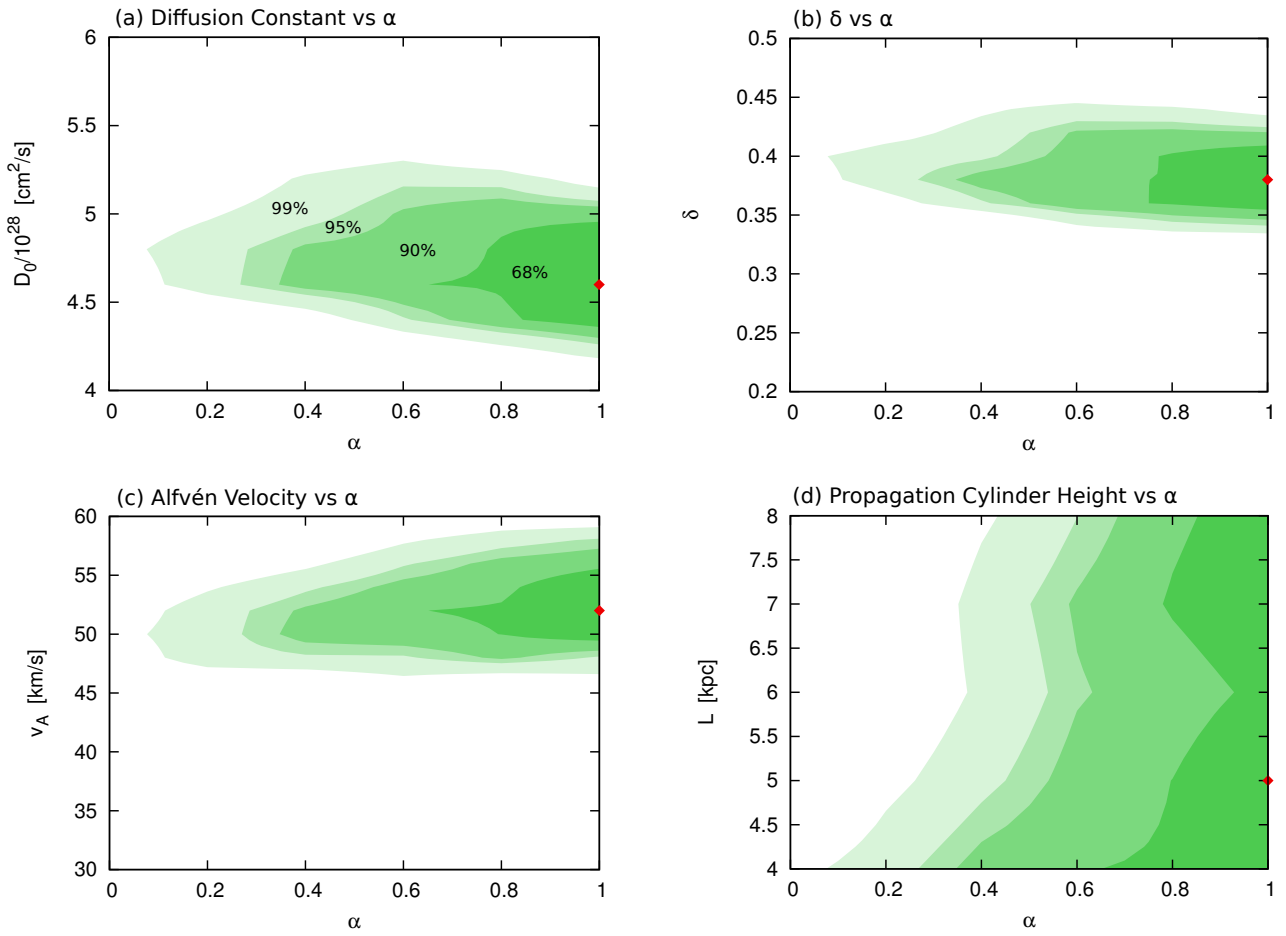 (a) Diffusion Constant vs α
6
5.5
5
4.5
4
D₀/10²⁸ [cm²/s]
99%
95%
90%
68%
0 0.2 0.4 0.6 0.8 1
α
(b) δ vs α
0.5
0.45
0.4
0.35
0.3
0.25
0.2
δ
0 0.2 0.4 0.6 0.8 1
α
(c) Alfvén Velocity vs α
60
55
50
45
40
35
30
v_A [km/s]
0 0.2 0.4 0.6 0.8 1
α
(d) Propagation Cylinder Height vs α
8
7.5
7
6.5
6
5.5
5
4.5
4
L [kpc]
0 0.2 0.4 0.6 0.8 1
α